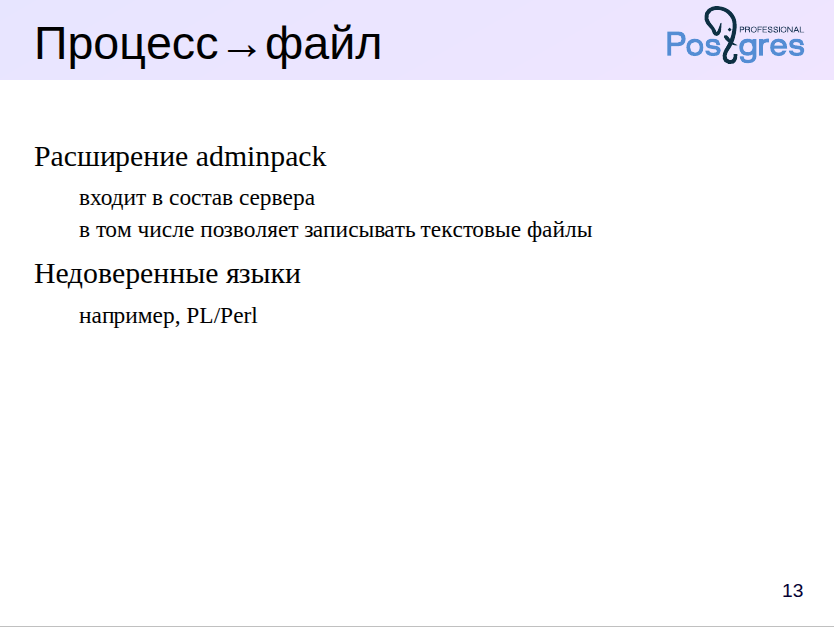 Процесс→файл
PROFESSIONAL
Postgres
Расширение adminpack
входит в состав сервера
в том числе позволяет записывать текстовые файлы
Недоверенные языки
например, PL/Perl
13